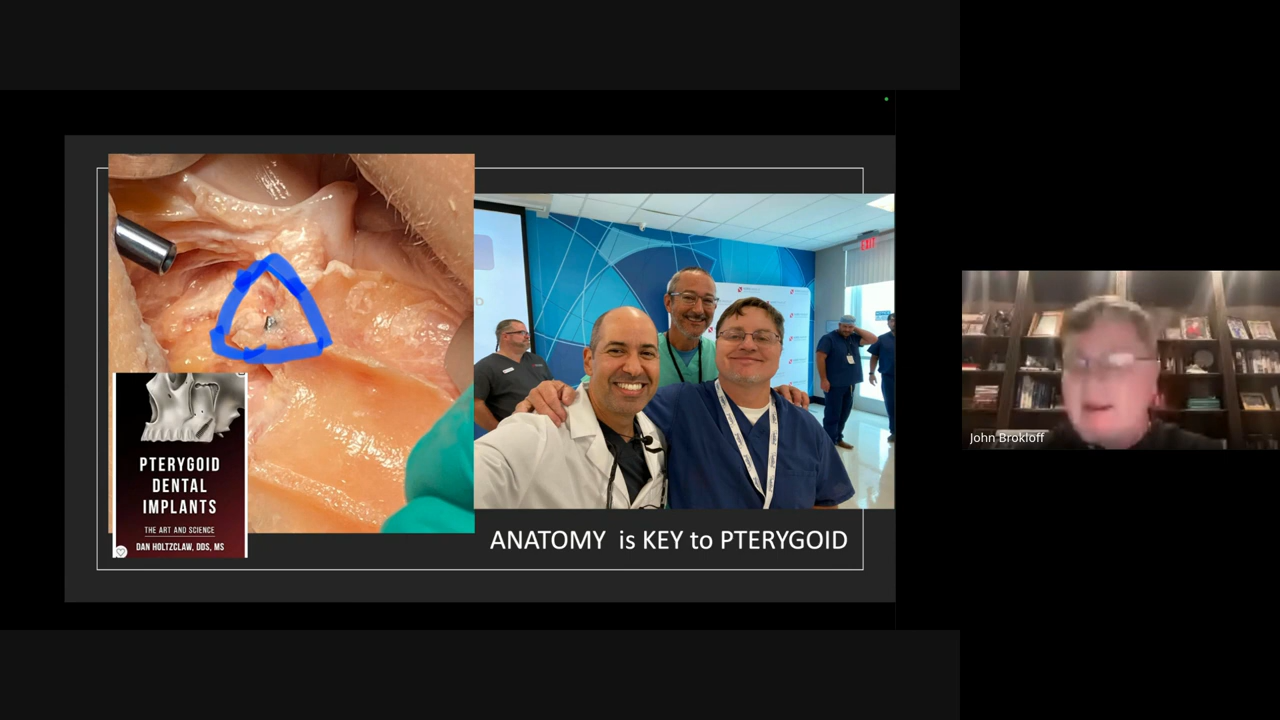 PTERYGOID
DENTAL
IMPLANTS
THE ART AND SCIENCE
DAN HOLTZCLAW, DDS, MS
EXIT
ANATOMY is KEY to PTERYGOID
John Brokloff